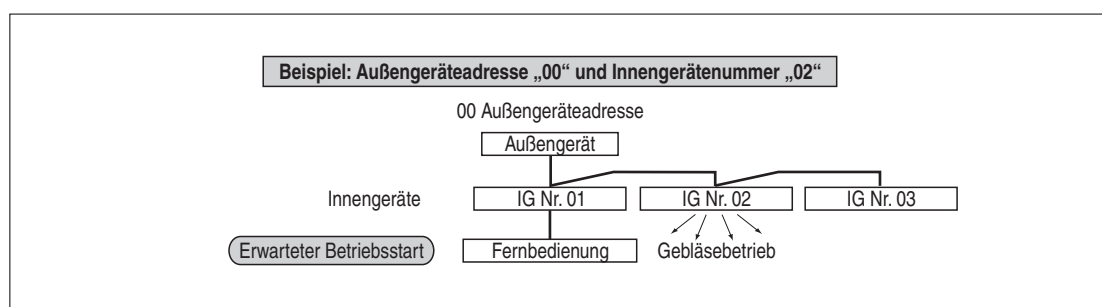 Beispiel: Außengeräteadresse „00“ und Innengerätenummer „02“
00 Außengeräteadresse
Außengerät
Innengeräte IG Nr. 01 IG Nr. 02 IG Nr. 03
Erwarteter Betriebsstart Fernbedienung Gebläsebetrieb